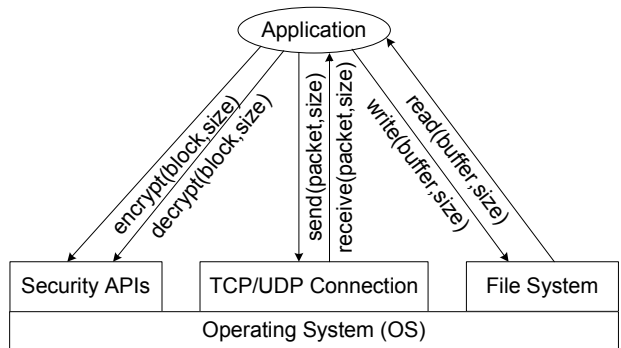 Application
encrypt(block,size)
decrypt(block,size)
send(packet,size)
receive(packet,size)
write(buffer,size)
read(buffer,size)
Security APIs
TCP/UDP Connection
File System
Operating System (OS)